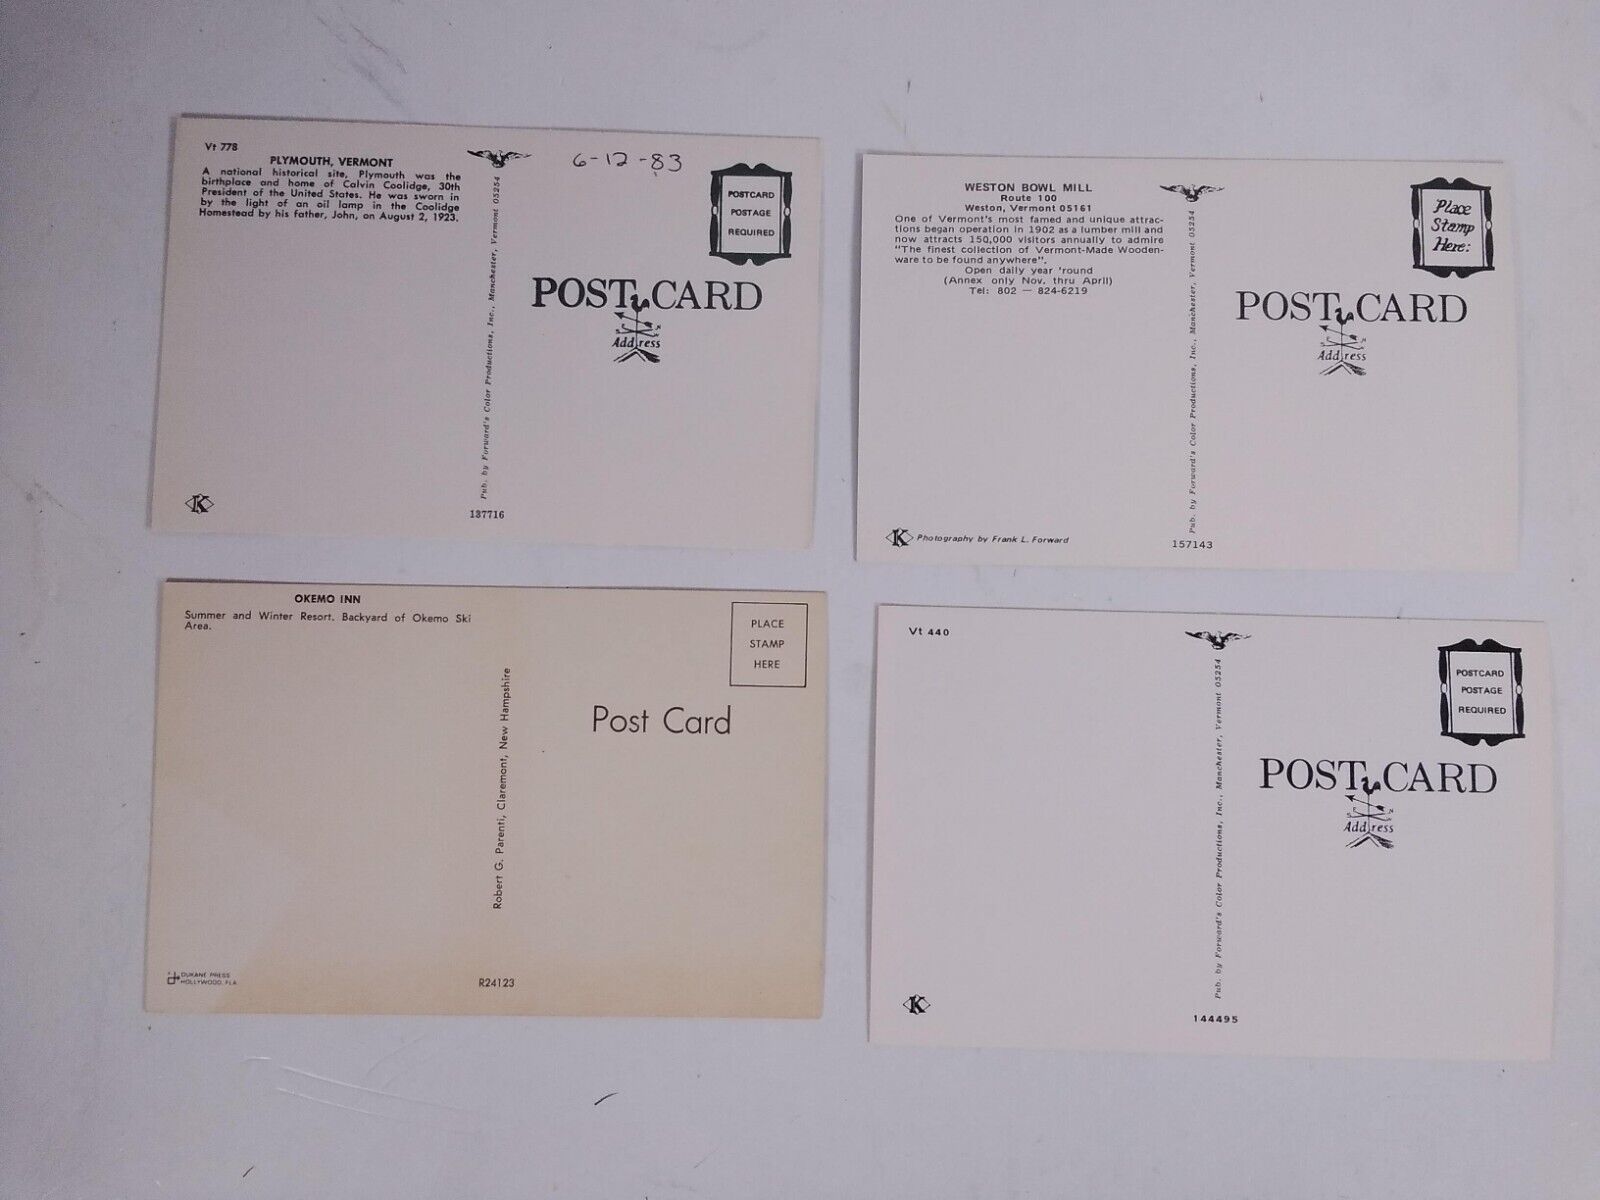 Vt 778
PLYMOUTH, VERMONT
A national historical site, Plymouth was the
birthplace and home of Calvin Coolidge, 30th
President of the United States. He was sworn in
by the light of an oil lamp in the Coolidge
Homestead by his father, John, on August 2, 1923.
K
Pub. by Forward's Color Productions, Inc., Manchester, Vermont 05254
137716
6-12-83
POSTCARD
POSTAGE
REQUIRED
POST CARD
Address
WESTON BOWL MILL
Route 100
Weston, Vermont 05161
One of Vermont's most famed and unique attrac-
tions began operation in 1902 as a lumber mill and
now attracts 150,000 visitors annually to admire
"The finest collection of Vermont-Made Wooden-
ware to be found anywhere".
Open daily year 'round
(Annex only Nov. thru April)
Tel: 802 — 824-6219
K Photography by Frank L. Forward
Pub. by Forward's Color Productions, Inc., Manchester, Vermont 05254
157143
Place
Stamp
Here:
POST CARD
Address
OKEMO INN
Summer and Winter Resort. Backyard of Okemo Ski
Area.
DUKANE PRESS
HOLLYWOOD, FLA
Robert G. Parenti, Claremont, New Hampshire
R24123
PLACE
STAMP
HERE
Post Card
Vt 440
K
Pub. by Forward's Color Productions, Inc., Manchester, Vermont 05254
144495
POSTCARD
POSTAGE
REQUIRED
POST CARD
Address